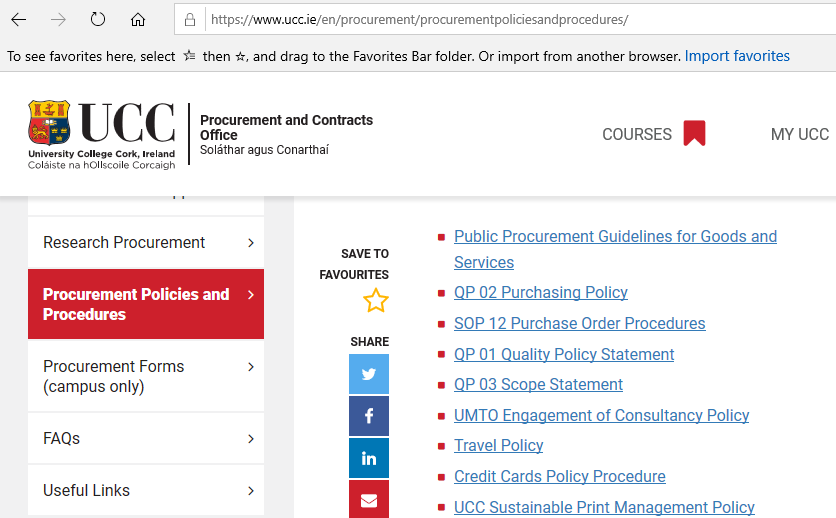 https://www.ucc.ie/en/procurement/procurementpoliciesandprocedures/
To see favorites here, select then ☆, and drag to the Favorites Bar folder. Or import from another browser. Import favorites
UCC
University College Cork, Ireland
Coláiste na hOllscoile Corcaigh
Procurement and Contracts
Office
Soláthar agus Conarthaí
COURSES
MY UCC
Research Procurement
Procurement Policies and
Procedures
Procurement Forms
(campus only)
FAQs
Useful Links
SAVE TO
FAVOURITES
SHARE
Public Procurement Guidelines for Goods and
Services
QP 02 Purchasing Policy
SOP 12 Purchase Order Procedures
QP 01 Quality Policy Statement
QP 03 Scope Statement
UMTO Engagement of Consultancy Policy
Travel Policy
Credit Cards Policy Procedure
UCC Sustainable Print Management Policy